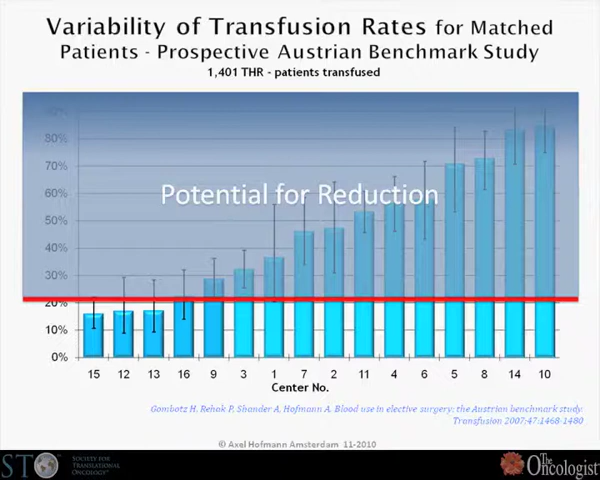 Variability of Transfusion Rates for Matched
Patients - Prospective Austrian Benchmark Study
1,401 THR - patients transfused
90%
80%
70%
60%
50%
40%
30%
20%
10%
0%
Potential for Reduction
15 12 13 16 9 3 1 7 2 11 4 6 5 8 14 10
Center No.
Gombotz H, Rehak P, Shander A, Hofmann A. Blood use in elective surgery: the Austrian benchmark study.
Transfusion 2007;47:1468-1480
© Axel Hofmann Amsterdam 11-2010
STO
SOCIETY FOR
TRANSLATIONAL
ONCOLOGY
The
Oncologist